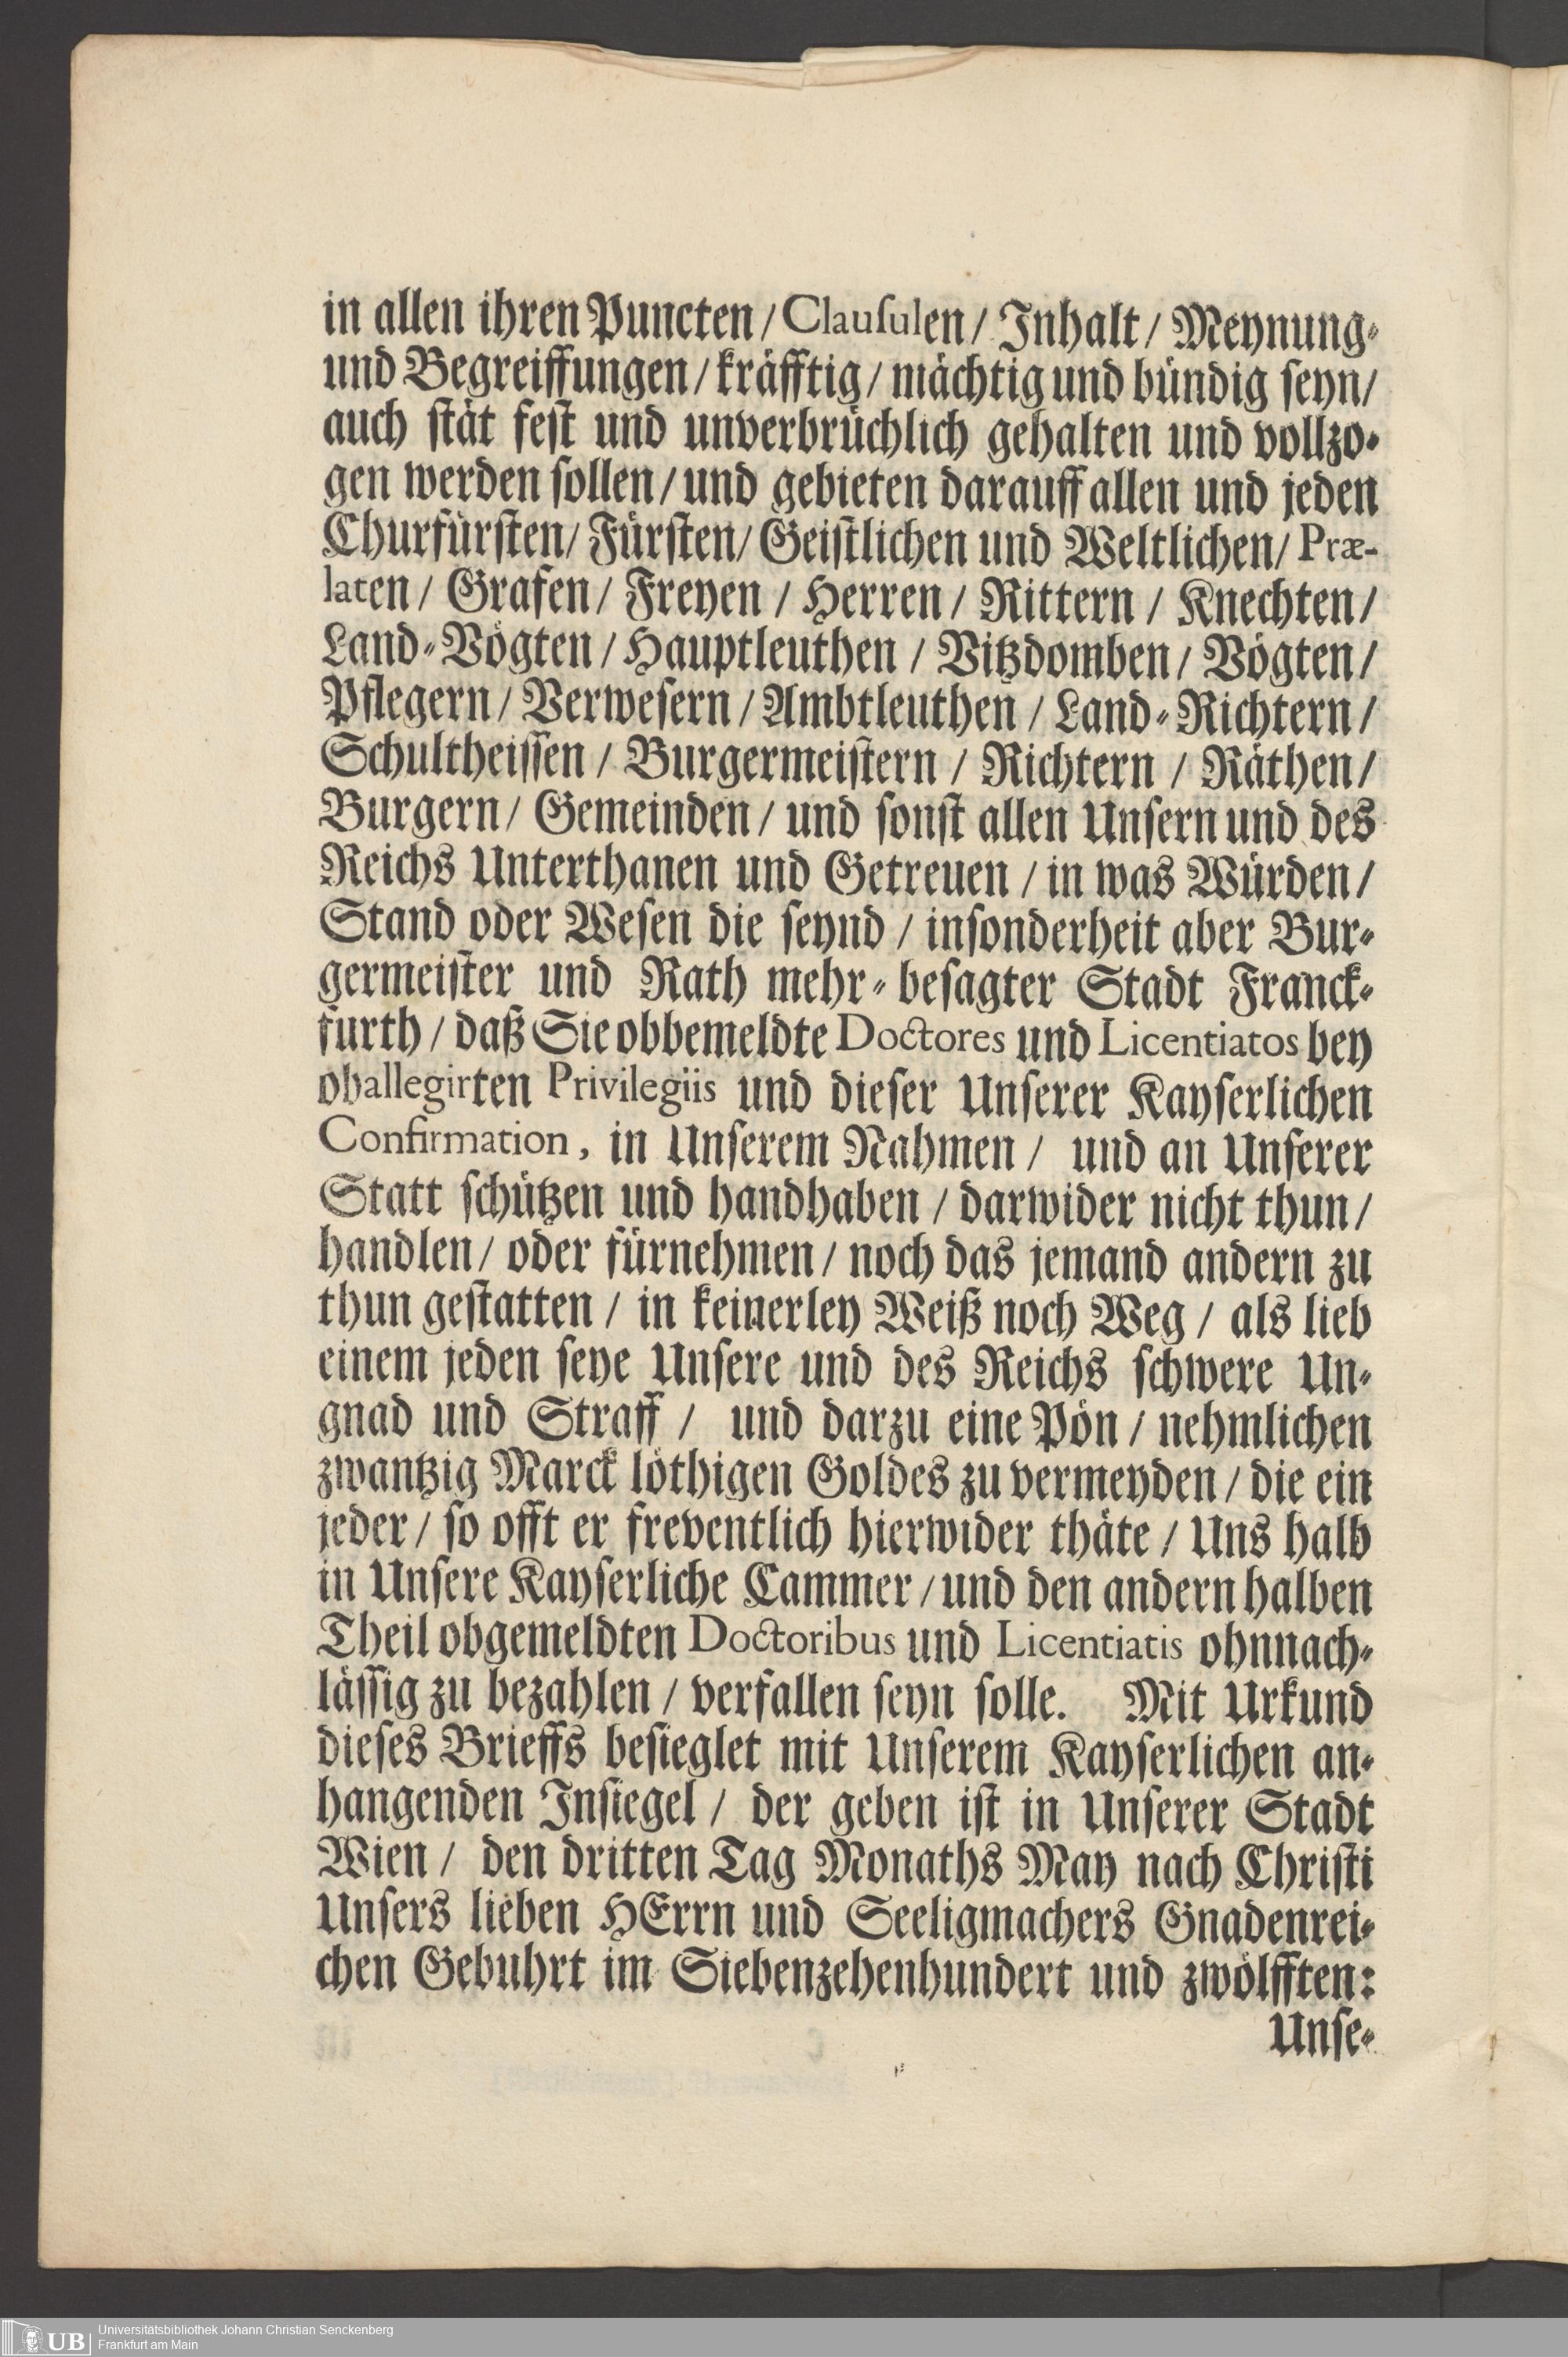 in allen ihren Puncten / Clausulen / Inhalt / Meynung-
und Begreiffungen / kräfftig / mächtig und bündig seyn /
auch stät fest und unverbrüchlich gehalten und vollzo-
gen werden sollen / und gebieten darauff allen und jeden
Churfürsten / Fürsten / Geistlichen und Weltlichen / Præ-
laten / Grafen / Freyen / Herren / Rittern / Knechten /
Land-Vögten / Hauptleuthen / Vitzdomben / Vögten /
Pflegern / Verwesern / Ambtleuthen / Land-Richtern /
Schultheissen / Burgermeistern / Richtern / Räthen /
Burgern / Gemeinden / und sonst allen Unsern und des
Reichs Unterthanen und Getreuen / in was Würden /
Stand oder Wesen die seynd / insonderheit aber Bur-
germeister und Rath mehr-besagter Stadt Franck-
furth / daß Sie obbemeldte Doctores und Licentiatos bey
oballegirten Privilegiis und dieser Unserer Kayserlichen
Confirmation, in Unserem Nahmen / und an Unserer
Statt schützen und handhaben / darwider nicht thun /
handlen / oder fürnehmen / noch das jemand andern zu
thun gestatten / in keinerley Weiß noch Weg / als lieb
einem jeden seye Unsere und des Reichs schwere Un-
gnad und Straff / und darzu eine Pön / nehmlichen
zwantzig Marck löthigen Goldes zu vermeyden / die ein
jeder / so offt er freventlich hierwider thäte / Uns halb
in Unsere Kayserliche Cammer / und den andern halben
Theil obgemeldten Doctoribus und Licentiatis ohnnach-
lässig zu bezahlen / verfallen seyn solle. Mit Urkund
dieses Brieffs besieglet mit Unserem Kayserlichen an-
hangenden Insiegel / der geben ist in Unserer Stadt
Wien / den dritten Tag Monaths May nach Christi
Unsers lieben HErrn und Seeligmachers Gnadenrei-
chen Gebuhrt im Siebenzehenhundert und zwölfften:
Unse-
UB Universitätsbibliothek Johann Christian Senckenberg
Frankfurt am Main